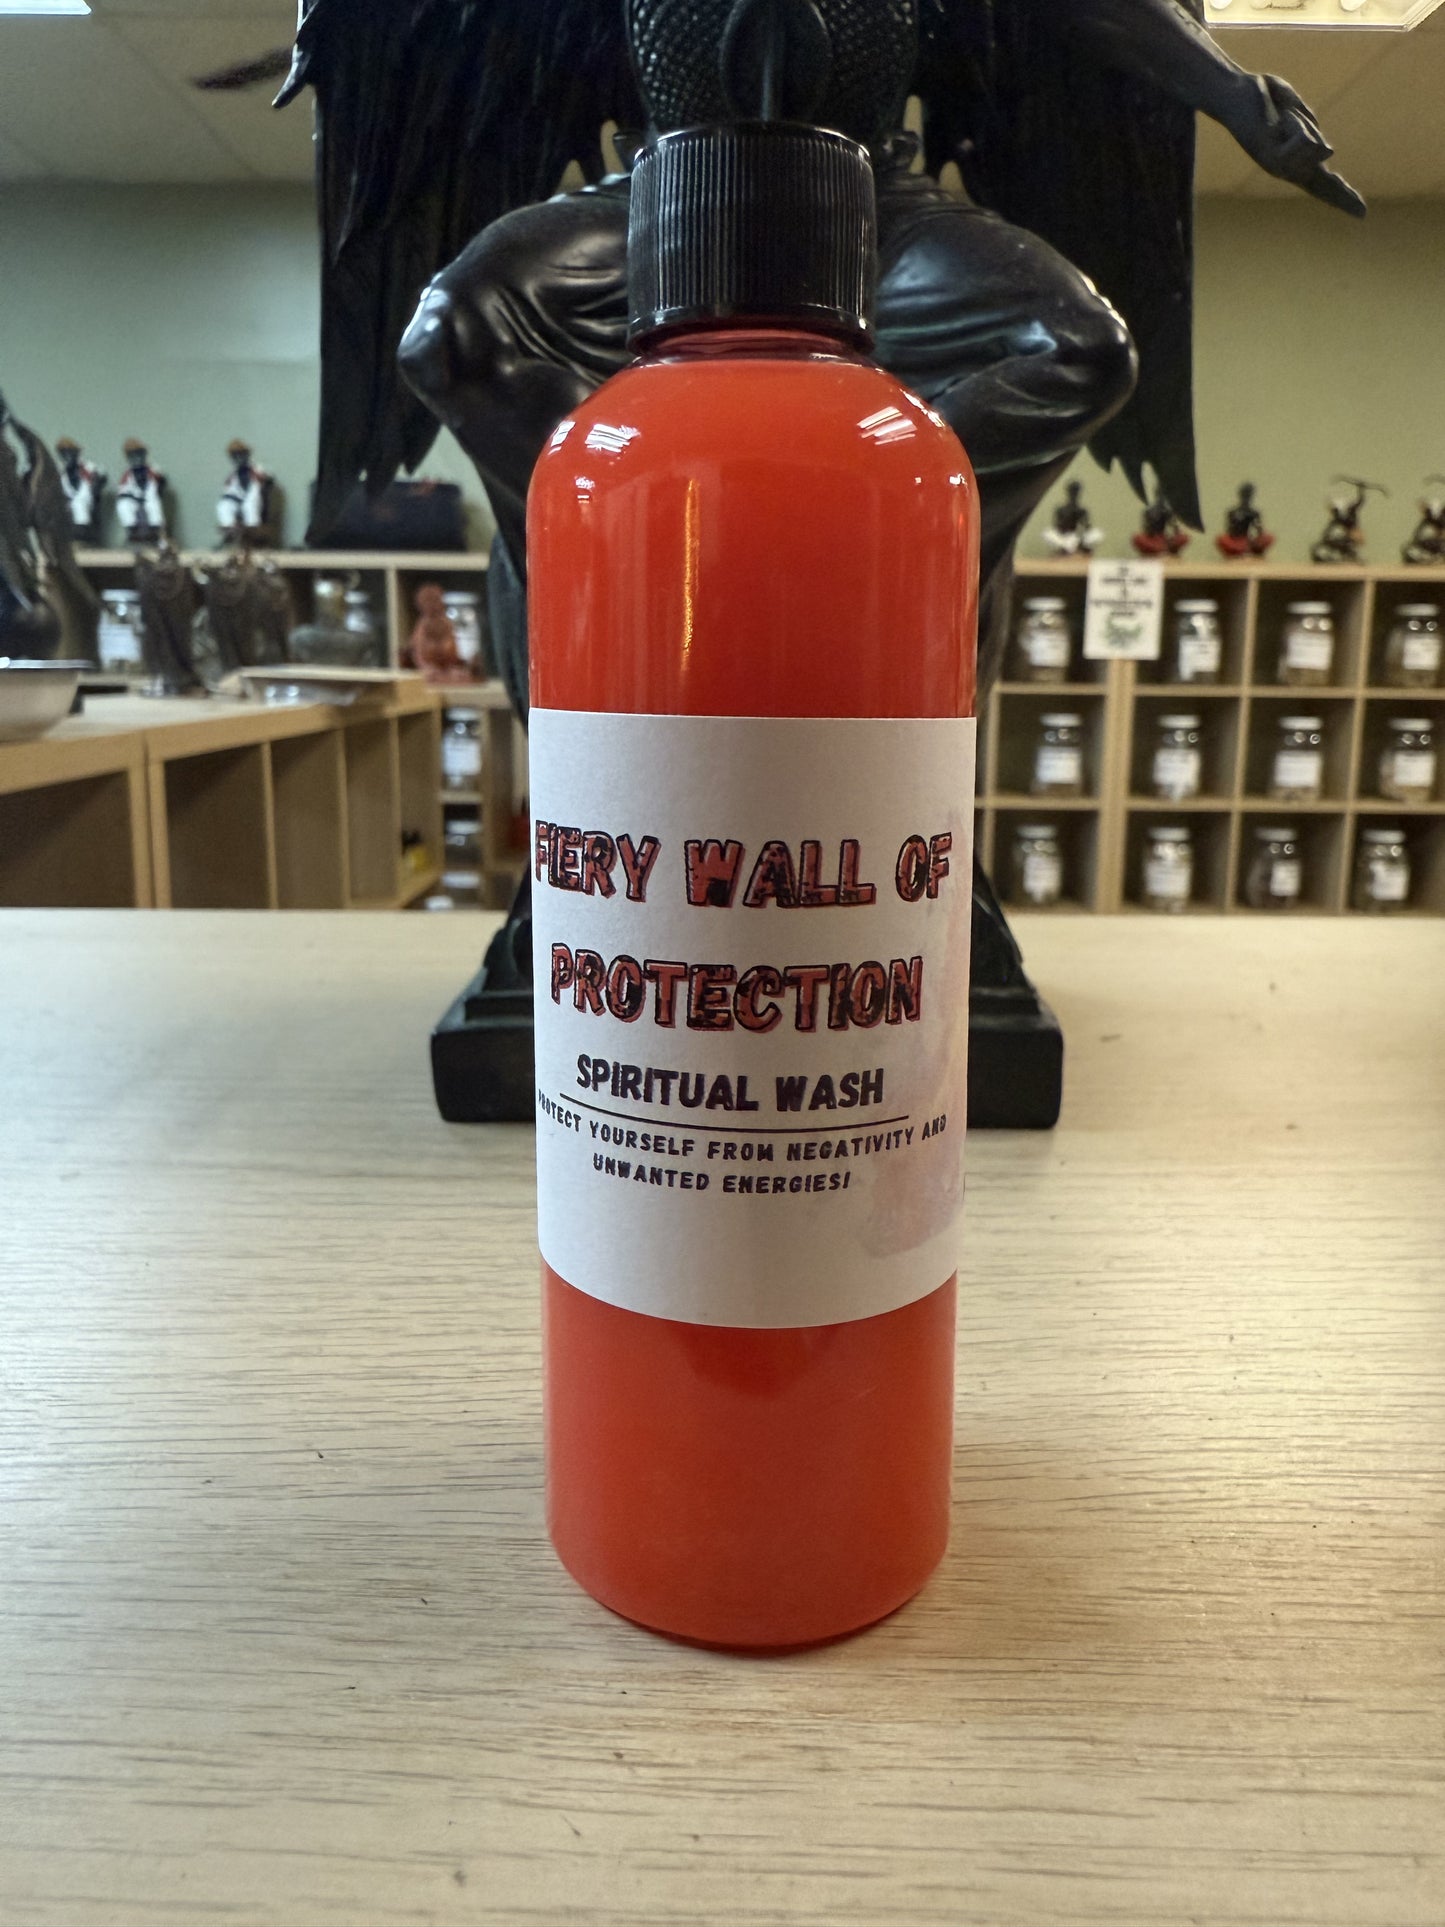 FIERY WALL OF
PROTECTION
SPIRITUAL WASH
PROTECT YOURSELF FROM NEGATIVITY AND
UNWANTED ENERGIES!